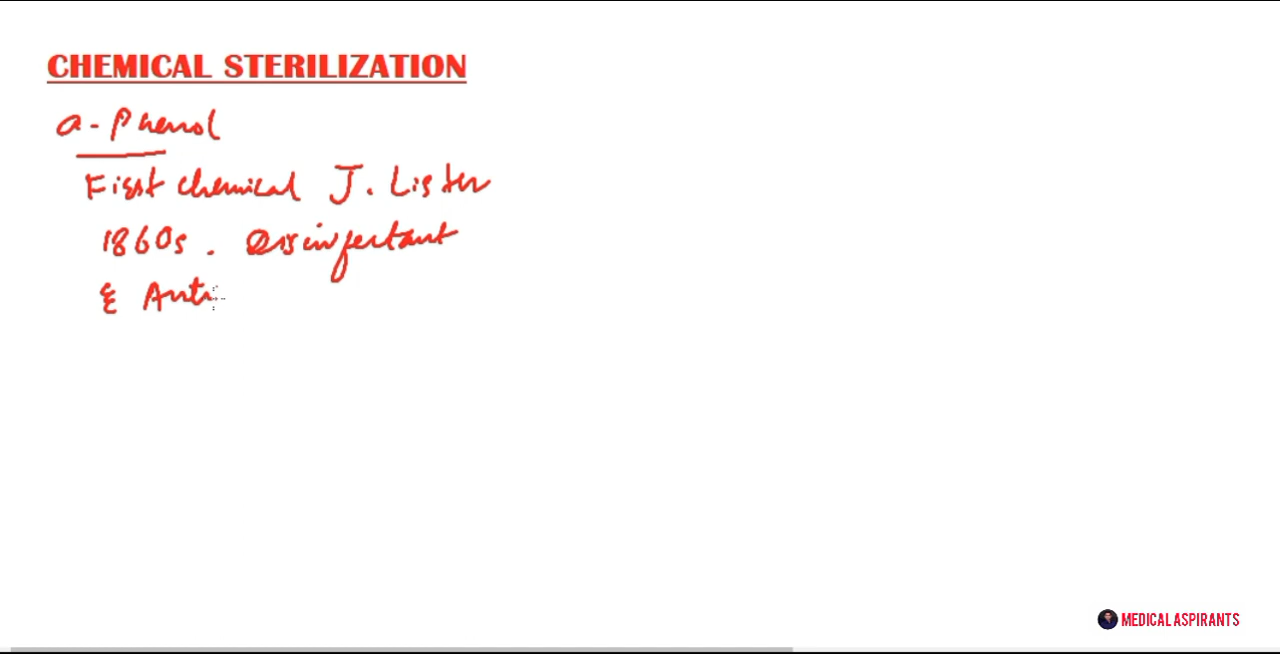 CHEMICAL STERILIZATION
a - Phenol
First chemical J. Lister
1860s. Disinfectant
& Anti
MEDICAL ASPIRANTS